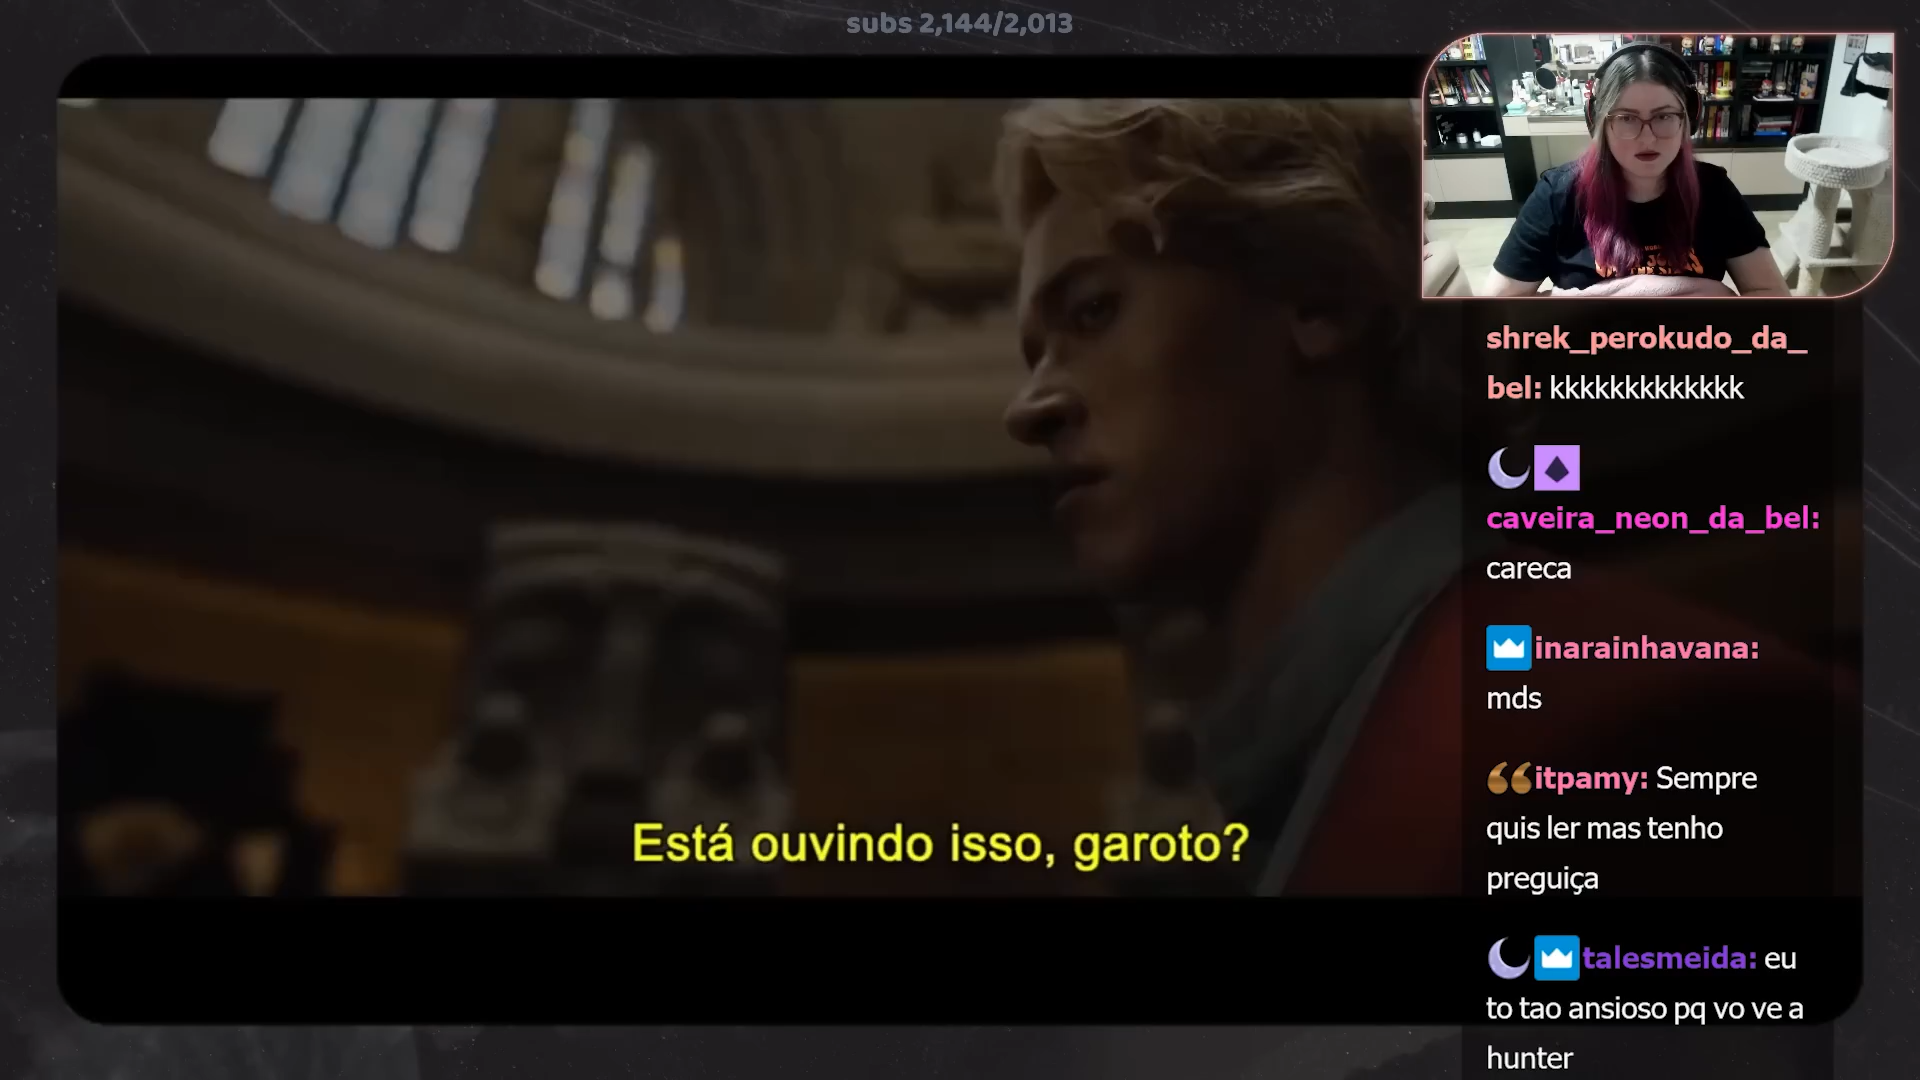 subs 2,144/2,013
Está ouvindo isso, garoto?
shrek_perokudo_da_
bel: kkkkkkkkkkkkk
caveira_neon_da_bel:
careca
inarainhavana:
mds
itpamy: Sempre
quis ler mas tenho
preguiça
talesmeida: eu
to tao ansioso pq vo ve a
hunter